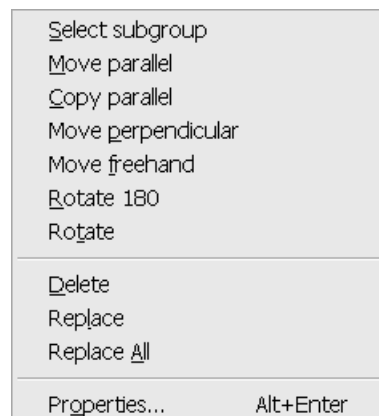 Select subgroup
Move parallel
Copy parallel
Move perpendicular
Move freehand
Rotate 180
Rotate
Delete
Replace
Replace All
Properties... Alt+Enter